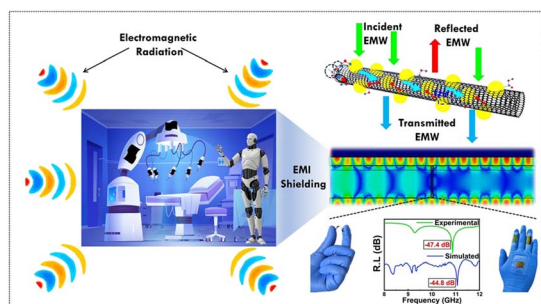 Electromagnetic
Radiation
Incident
EMW
Reflected
EMW
Transmitted
EMW
EMI
Shielding
R.L (dB)
Experimental
-47.4 dB
Simulated
-44.8 dB
8 9 10 11 12
Frequency (GHz)